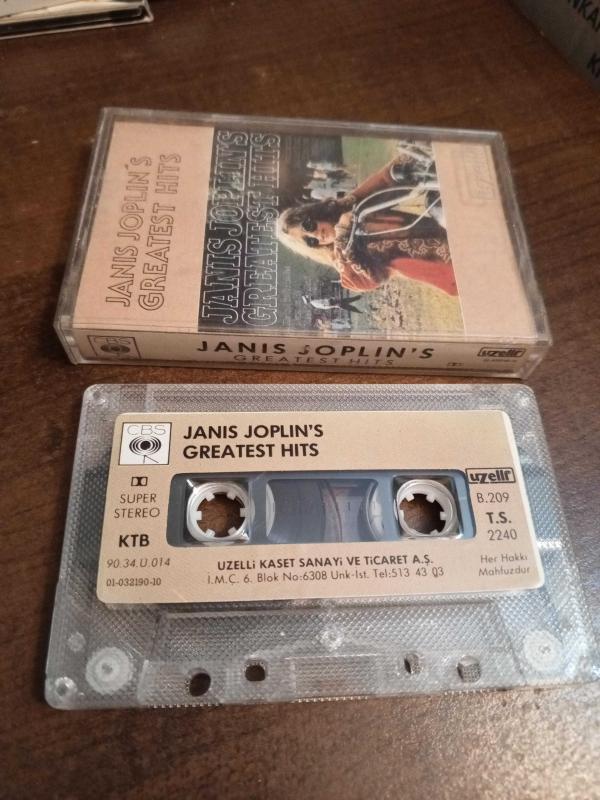 JANIS JOPLIN'S
GREATEST HITS
JANIS JOPLIN'S
GREATEST HITS
JANIS JOPLIN'S
GREATEST HITS
uzelli
CBS
JANIS JOPLIN'S
GREATEST HITS
uzelli
SUPER
STEREO
B.209
KTB
T.S.
2240
90.34.U.014
UZELLİ KASET SANAYİ VE TİCARET A.Ş.
Her Hakkı
01-032190-10
İ.M.Ç. 6. Blok No:6308 Unk-Ist. Tel:513 43 03
Mahfuzdur